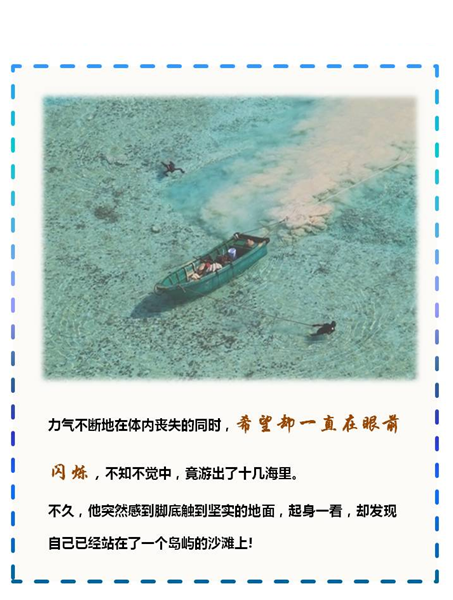 力气不断地在体内丧失的同时，希望却一直在眼前
闪烁，不知不觉中，竟游出了十几海里。
不久，他突然感到脚底触到坚实的地面，起身一看，却发现
自己已经站在了一个岛屿的沙滩上!